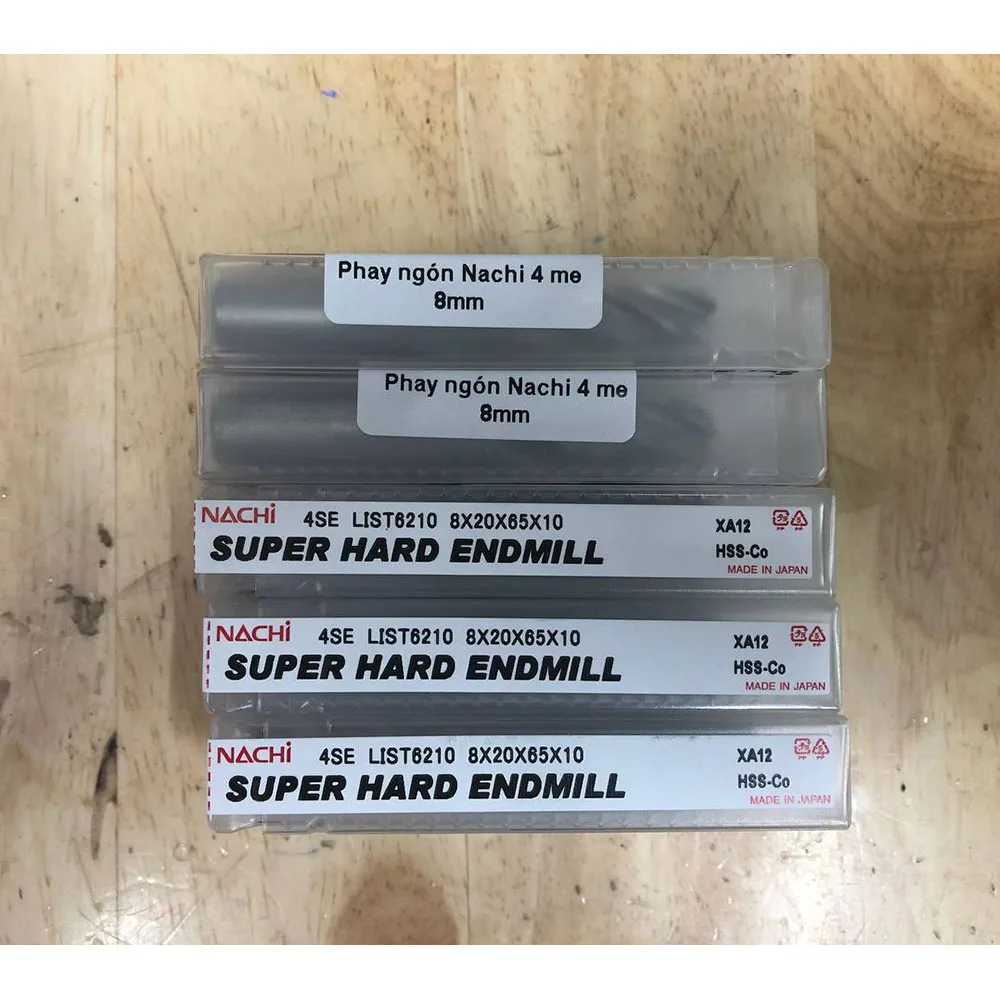 Phay ngón Nachi 4 me
8mm
Phay ngón Nachi 4 me
8mm
NACHi 4SE LIST6210 8X20X65X10 XA12
SUPER HARD ENDMILL HSS-Co
MADE IN JAPAN
NACHi 4SE LIST6210 8X20X65X10 XA12
SUPER HARD ENDMILL HSS-Co
MADE IN JAPAN
NACHi 4SE LIST6210 8X20X65X10 XA12
SUPER HARD ENDMILL HSS-Co
MADE IN JAPAN